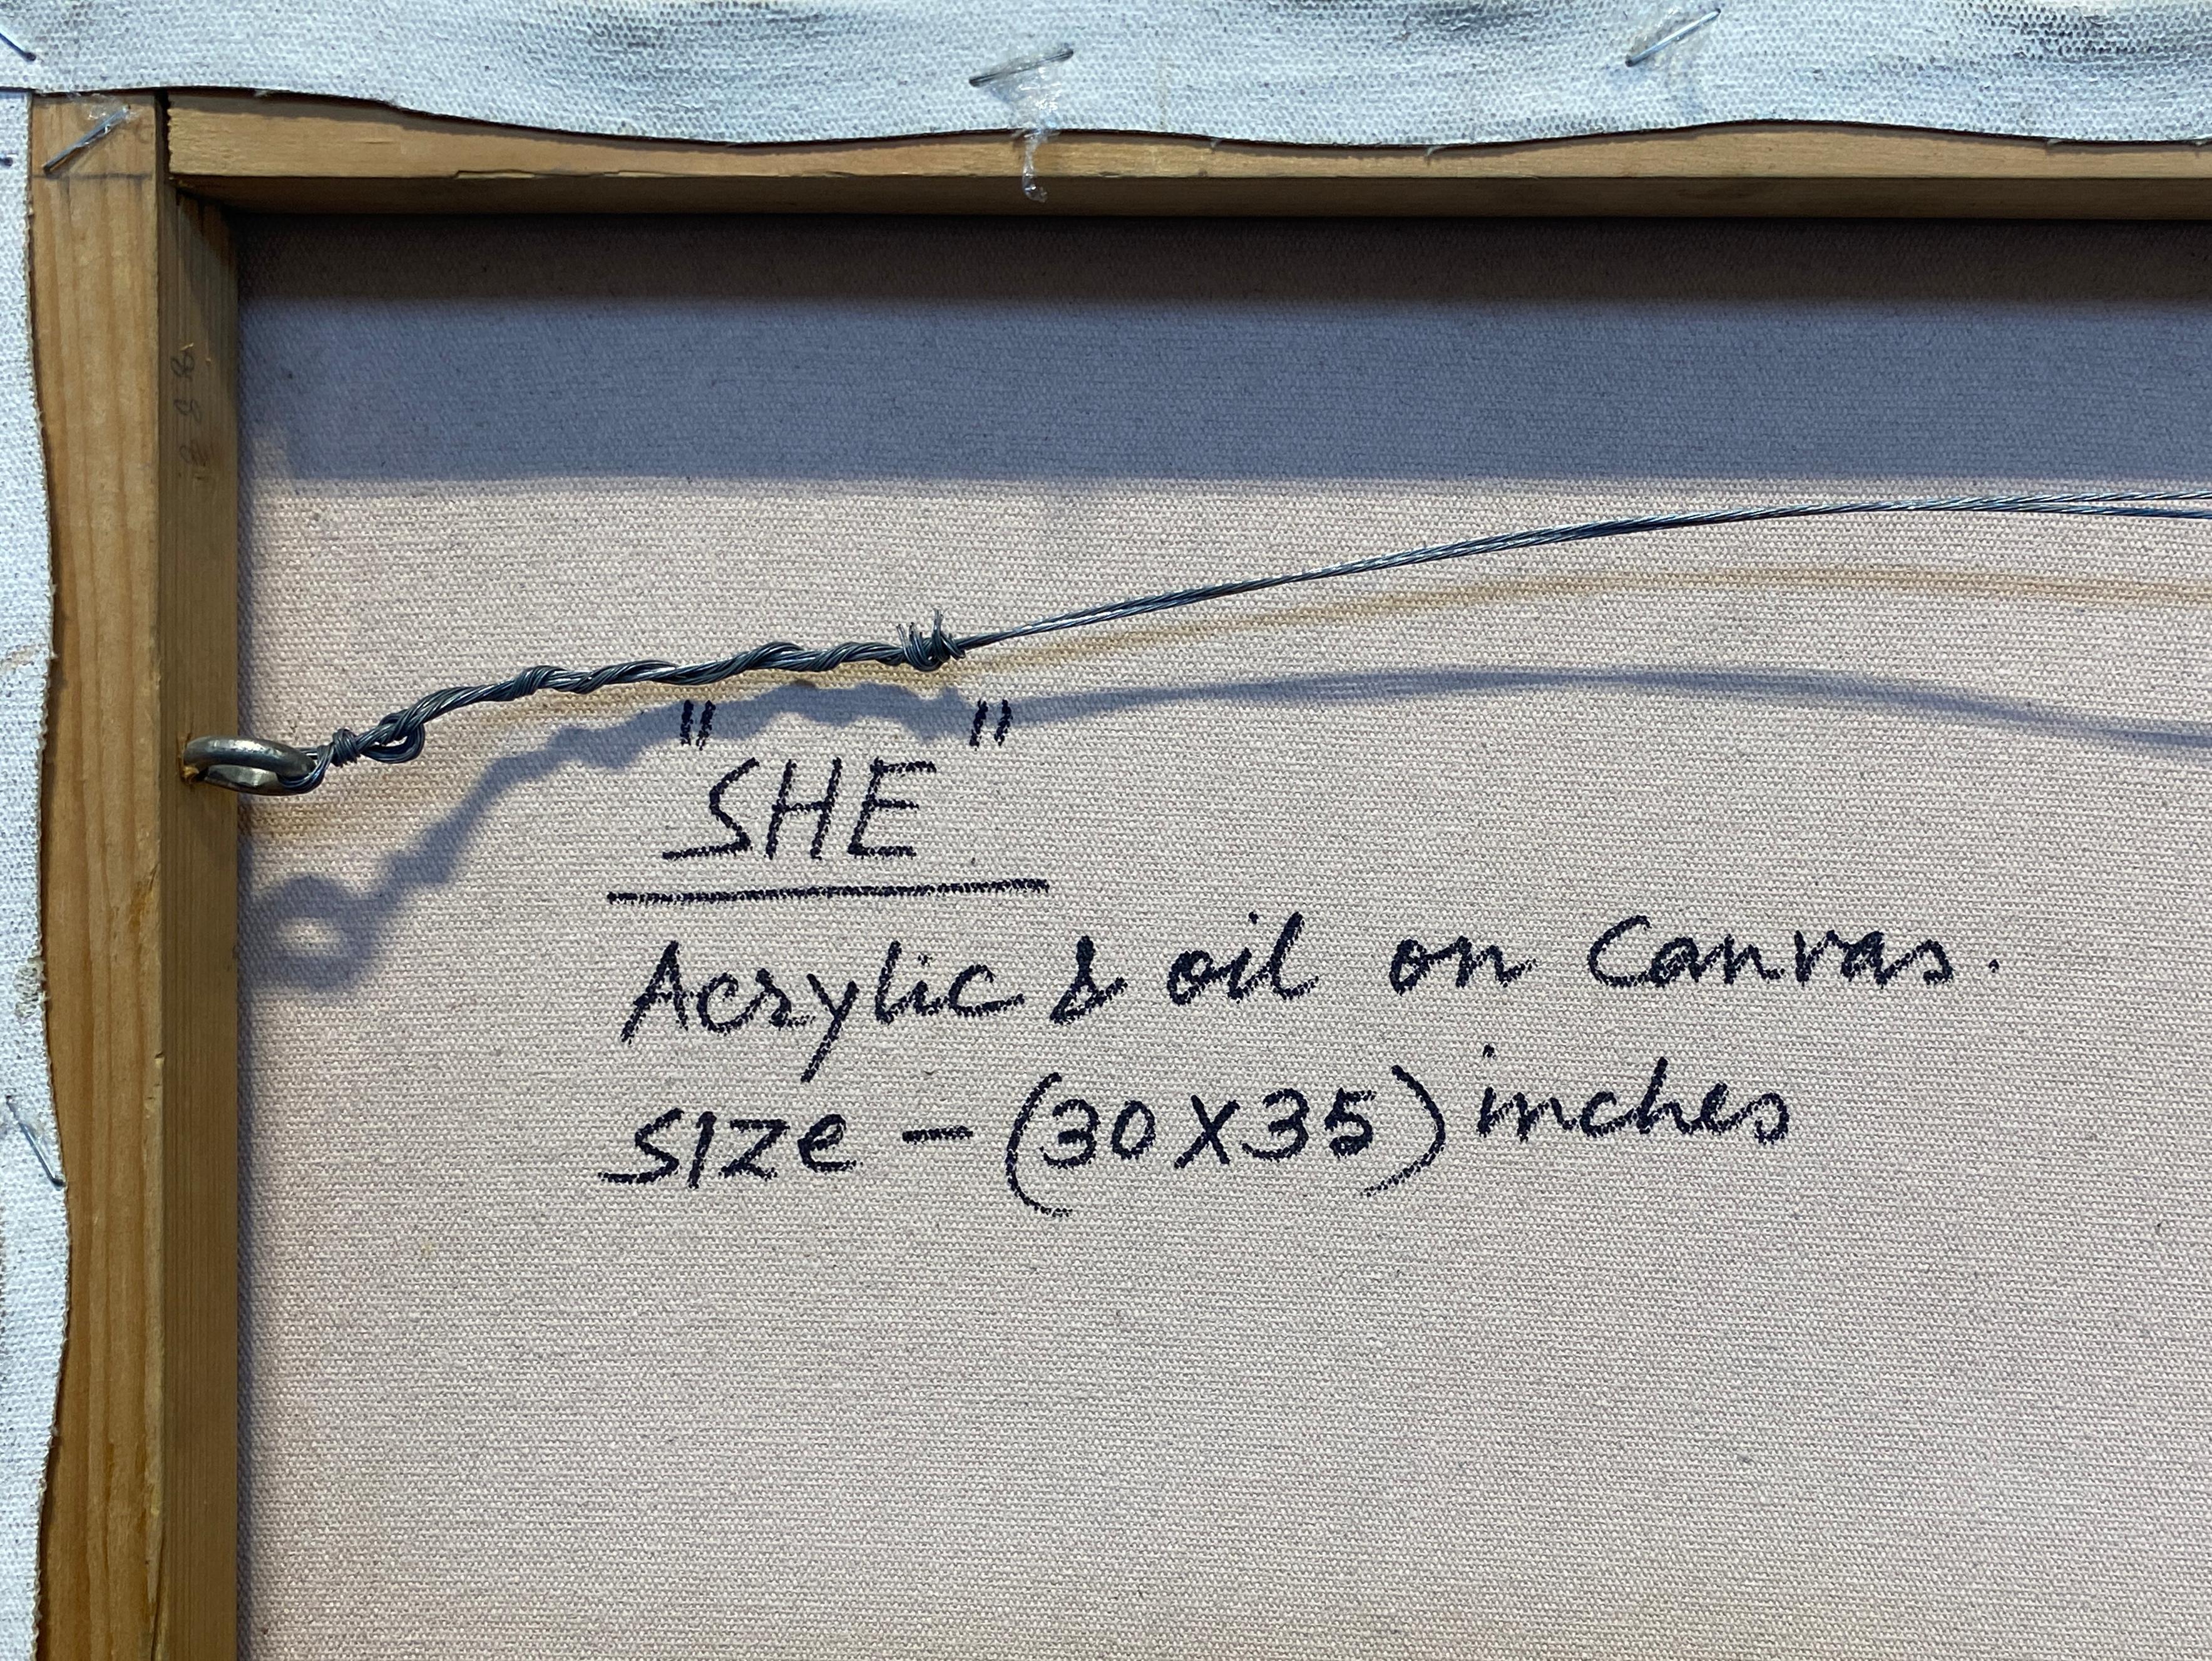 "SHE"
Acrylic & oil on Canvas.
SIZe - (30X35) inches